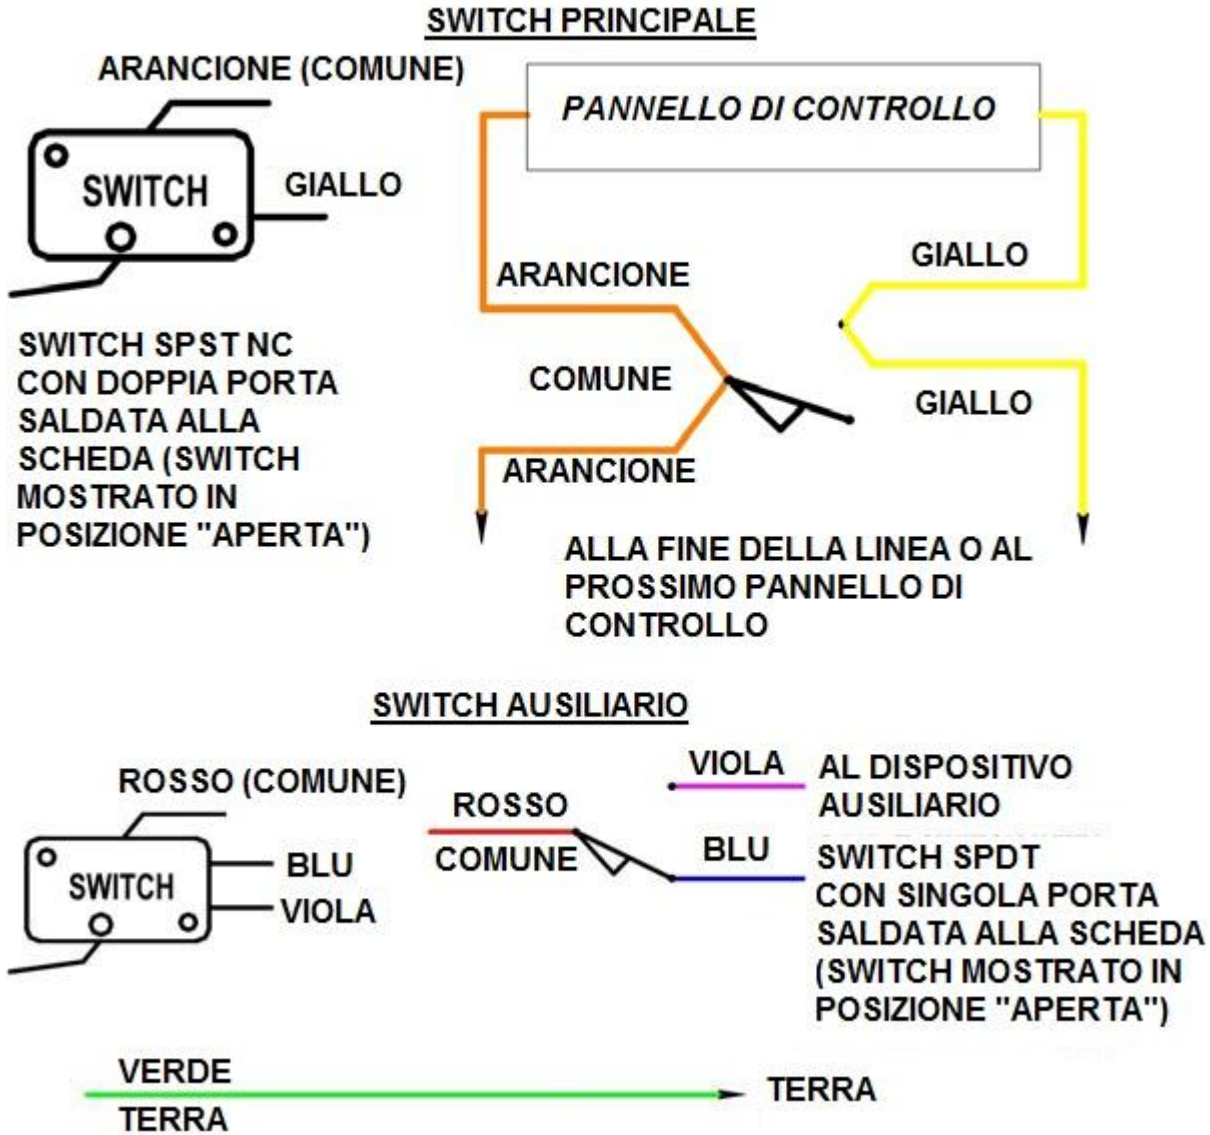 SWITCH PRINCIPALE
ARANCIONE (COMUNE)
SWITCH
GIALLO
SWITCH SPST NC
CON DOPPIA PORTA
SALDATA ALLA
SCHEDA (SWITCH
MOSTRATO IN
POSIZIONE "APERTA")
PANNELLO DI CONTROLLO
ARANCIONE
COMUNE
ARANCIONE
GIALLO
GIALLO
ALLA FINE DELLA LINEA O AL
PROSSIMO PANNELLO DI
CONTROLLO
SWITCH AUSILIARIO
ROSSO (COMUNE)
SWITCH
BLU
VIOLA
ROSSO
COMUNE
VIOLA
BLU
AL DISPOSITIVO
AUSILIARIO
SWITCH SPDT
CON SINGOLA PORTA
SALDATA ALLA SCHEDA
(SWITCH MOSTRATO IN
POSIZIONE "APERTA")
VERDE
TERRA
TERRA